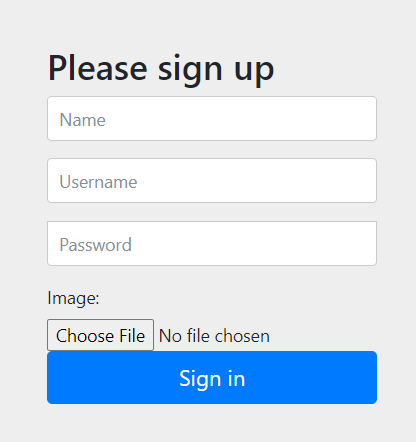 Please sign up
Name
Username
Password
Image:
Choose File No file chosen
Sign in